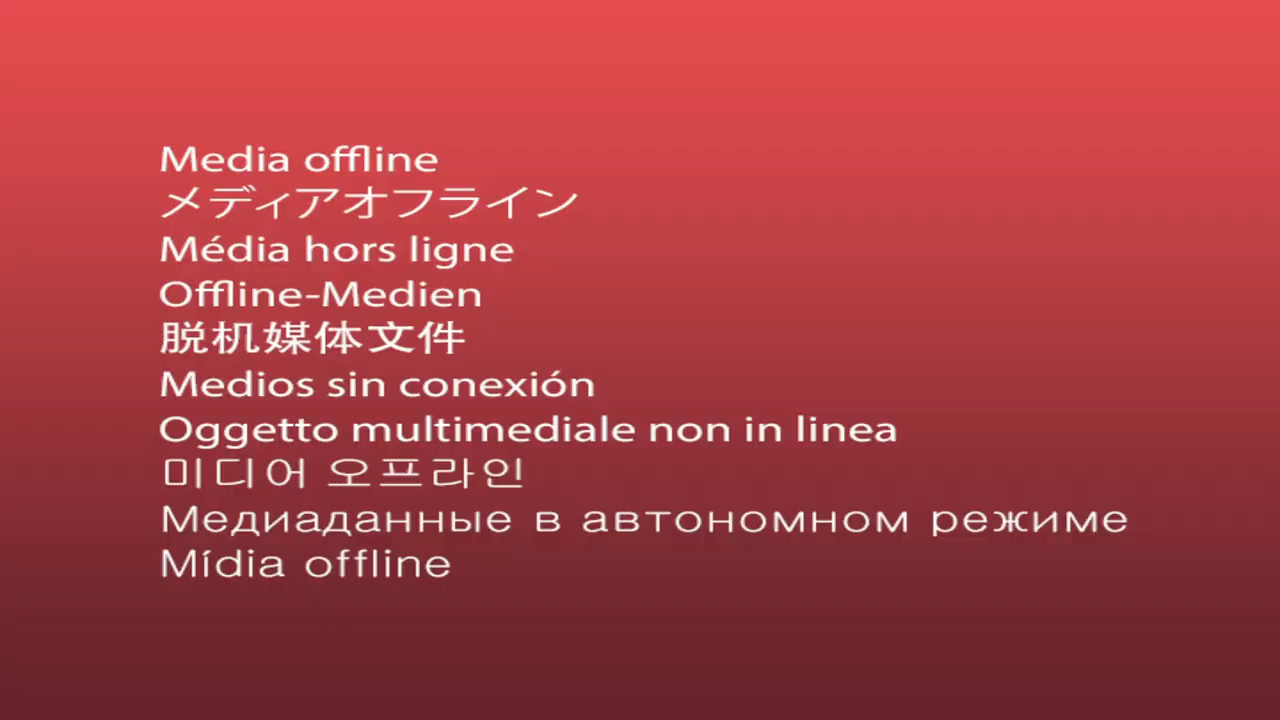 Media offline
メディアオフライン
Média hors ligne
Offline-Medien
脱机媒体文件
Medios sin conexión
Oggetto multimediale non in linea
미디어 오프라인
Медиаданные в автономном режиме
Mídia offline